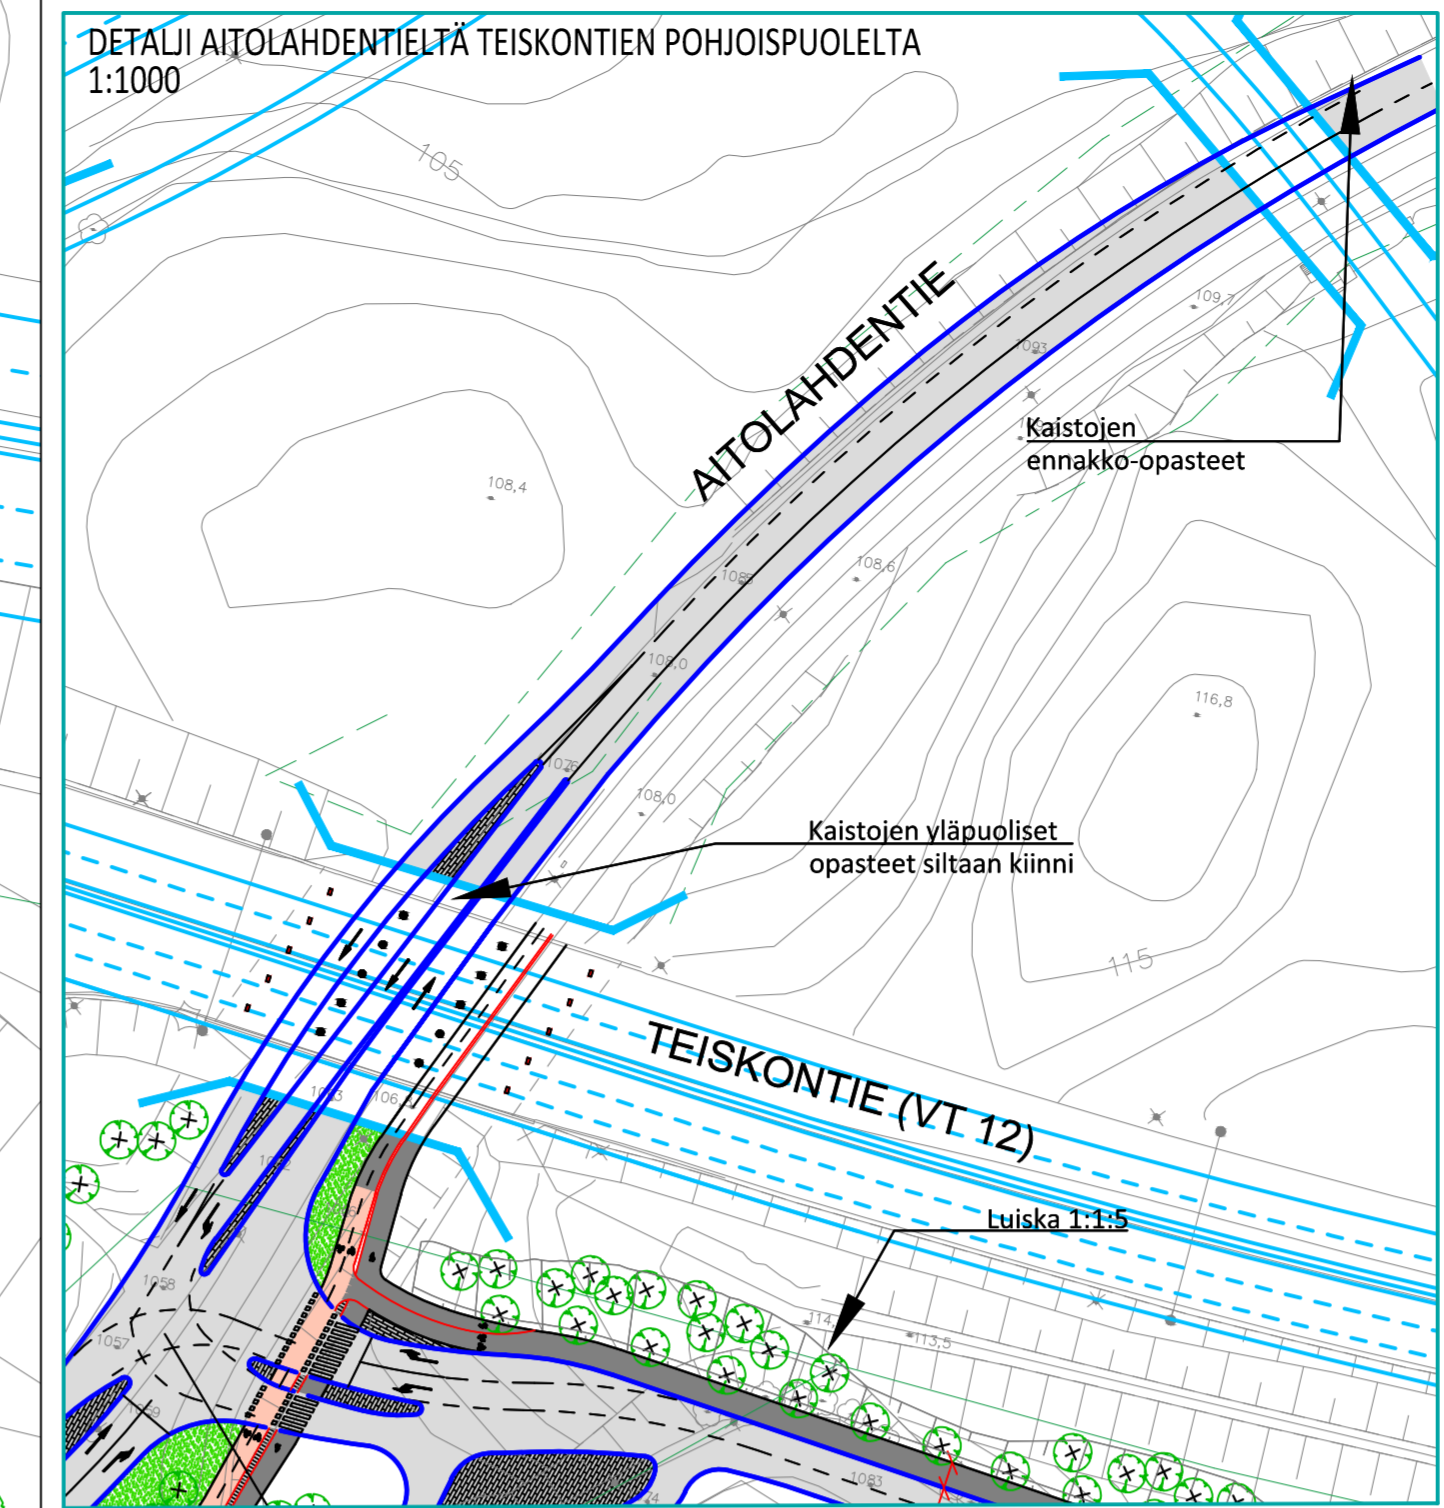 DETALJI AITOLAHDENTIELTÄ TEISKONTIEN POHJOISPUOLELTA
1:1000
105
AITOLAHDENTIE
109,7
Kaistojen
ennakko-opasteet
108,4
108,6
108,0
116,8
108,0
Kaistojen yläpuoliset
opasteet siltaan kiinni
115
TEISKONTIE (VT 12)
Luiska 1:1:5
113,5